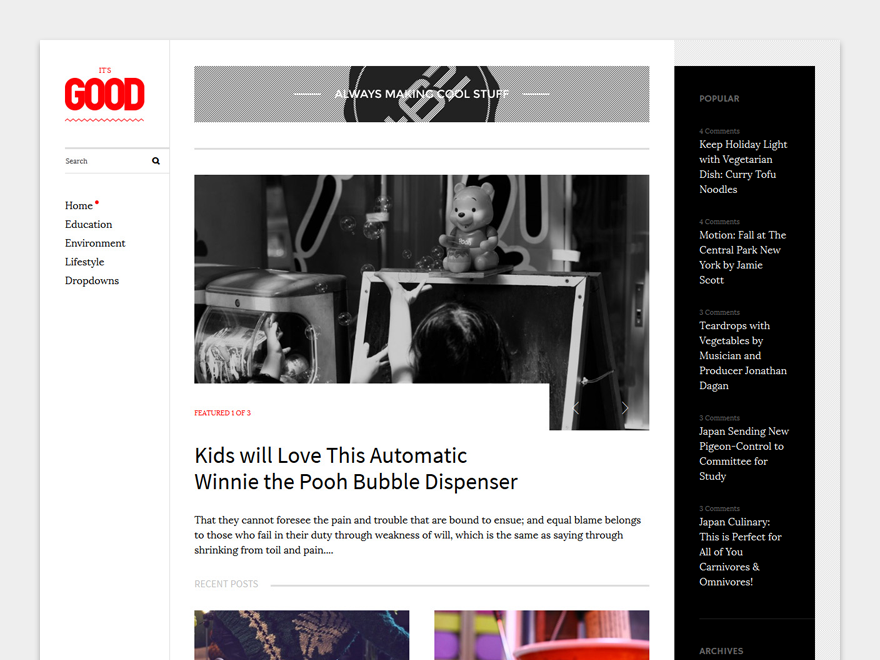 IT'S
GOOD
Search
Home
Education
Environment
Lifestyle
Dropdowns
ALWAYS MAKING COOL STUFF
FEATURED 1 OF 3
Kids will Love This Automatic
Winnie the Pooh Bubble Dispenser
That they cannot foresee the pain and trouble that are bound to ensue; and equal blame belongs
to those who fail in their duty through weakness of will, which is the same as saying through
shrinking from toil and pain....
RECENT POSTS
POPULAR
4 Comments
Keep Holiday Light
with Vegetarian
Dish: Curry Tofu
Noodles
4 Comments
Motion: Fall at The
Central Park New
York by Jamie
Scott
3 Comments
Teardrops with
Vegetables by
Musician and
Producer Jonathan
Dagan
3 Comments
Japan Sending New
Pigeon-Control to
Committee for
Study
3 Comments
Japan Culinary:
This is Perfect for
All of You
Carnivores &
Omnivores!
ARCHIVES